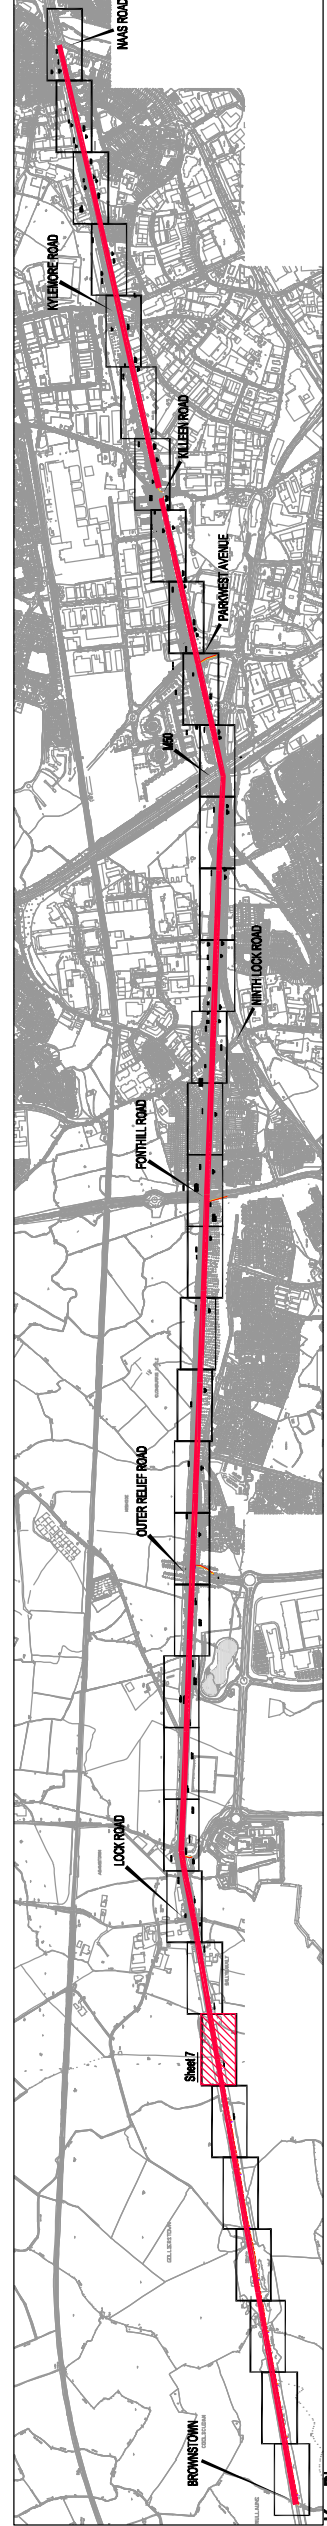 NAAS ROAD
KYLEMORE ROAD
KILLEEN ROAD
PARKWEST AVENUE
M50
NINTH LOCK ROAD
FONTHILL ROAD
OUTER RELIEF ROAD
LOCK ROAD
Sheet 7
BROWNSTOWN